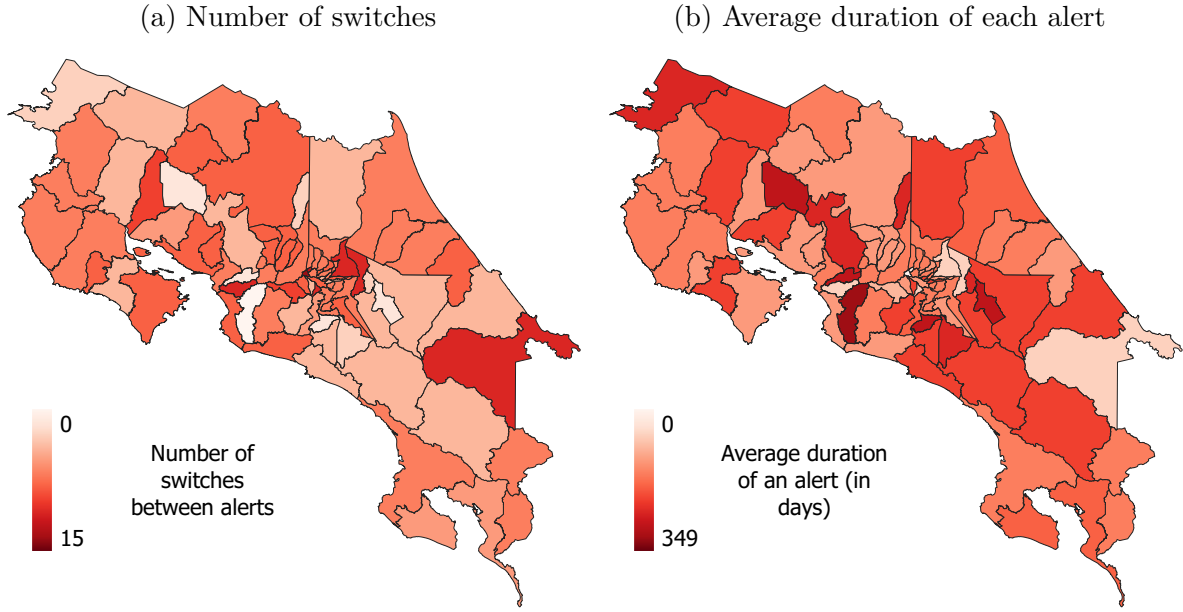 (a) Number of switches
(b) Average duration of each alert
0
15
Number of
switches
between alerts
0
349
Average duration
of an alert (in
days)